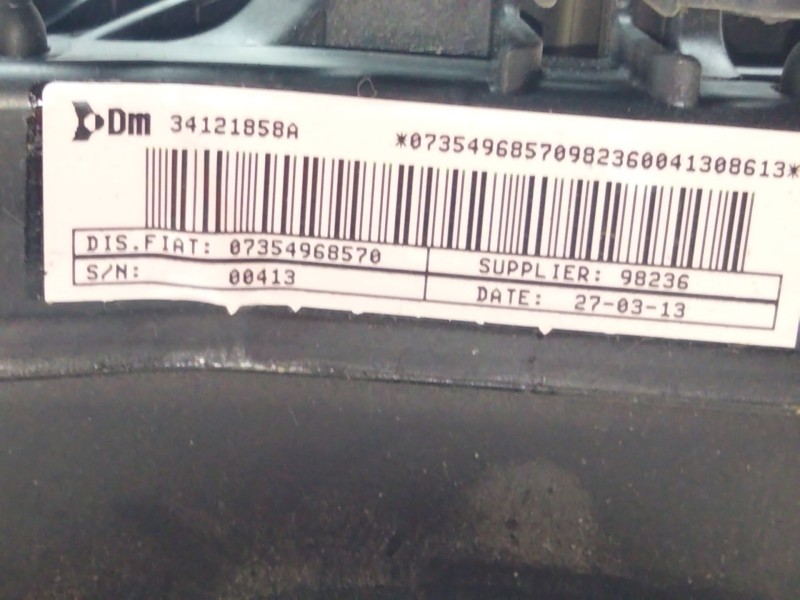 Dm 34121858A *07354968570982360041308613*
DIS.FIAT: 07354968570 SUPPLIER: 98236
S/N: 00413 DATE: 27-03-13